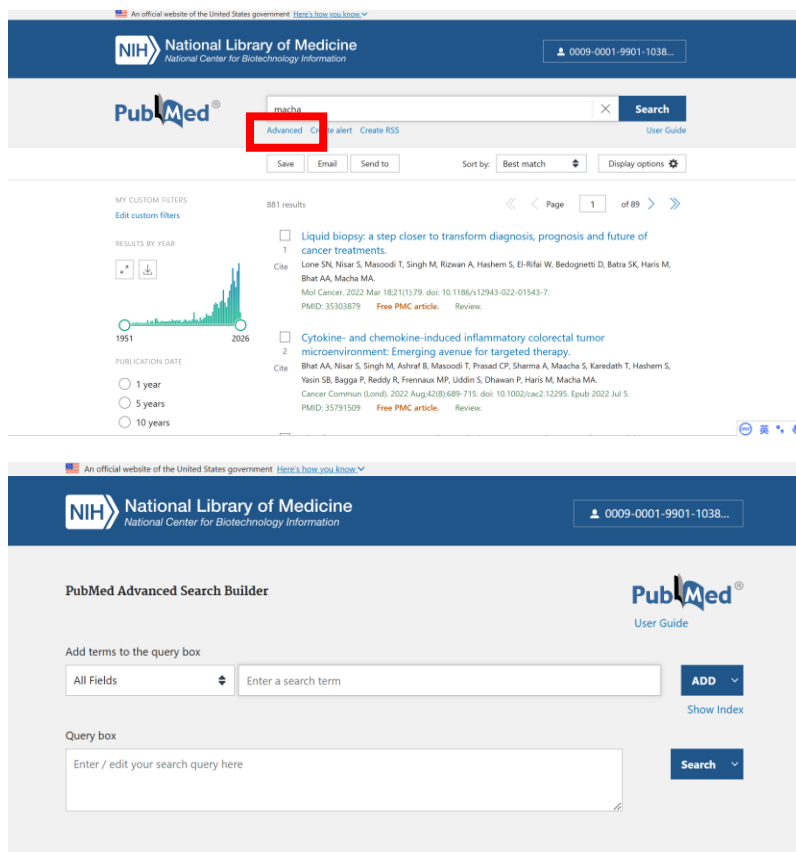 An official website of the United States government Here's how you know
NIH National Library of Medicine
National Center for Biotechnology Information
0009-0001-9901-1038...
PubMed®
macha
Search
Advanced Create alert Create RSS
User Guide
Save Email Send to
Sort by: Best match
Display options
MY CUSTOM FILTERS
Edit custom filters
881 results
Page 1 of 89
RESULTS BY YEAR
1951 2026
PUBLICATION DATE
1 year
5 years
10 years
1
Cite
Liquid biopsy: a step closer to transform diagnosis, prognosis and future of
cancer treatments.
Lone SN, Nisar S, Masoodi T, Singh M, Rizwan A, Hashem S, El-Rifai W, Bedognetti D, Batra SK, Haris M,
Bhat AA, Macha MA.
Mol Cancer. 2022 Mar 18;21(1):79. doi: 10.1186/s12943-022-01543-7.
PMID: 35303879 Free PMC article. Review.
2
Cite
Cytokine- and chemokine-induced inflammatory colorectal tumor
microenvironment: Emerging avenue for targeted therapy.
Bhat AA, Nisar S, Singh M, Ashraf B, Masoodi T, Prasad CP, Sharma A, Maacha S, Karedath T, Hashem S,
Yasin SB, Bagga P, Reddy R, Frennaux MP, Uddin S, Dhawan P, Haris M, Macha MA.
Cancer Commun (Lond). 2022 Aug;42(8):689-715. doi: 10.1002/cac2.12295. Epub 2022 Jul 5.
PMID: 35791509 Free PMC article. Review.
英
An official website of the United States government Here's how you know
NIH National Library of Medicine
National Center for Biotechnology Information
0009-0001-9901-1038...
PubMed Advanced Search Builder
PubMed®
User Guide
Add terms to the query box
All Fields
Enter a search term
ADD
Show Index
Query box
Enter / edit your search query here
Search